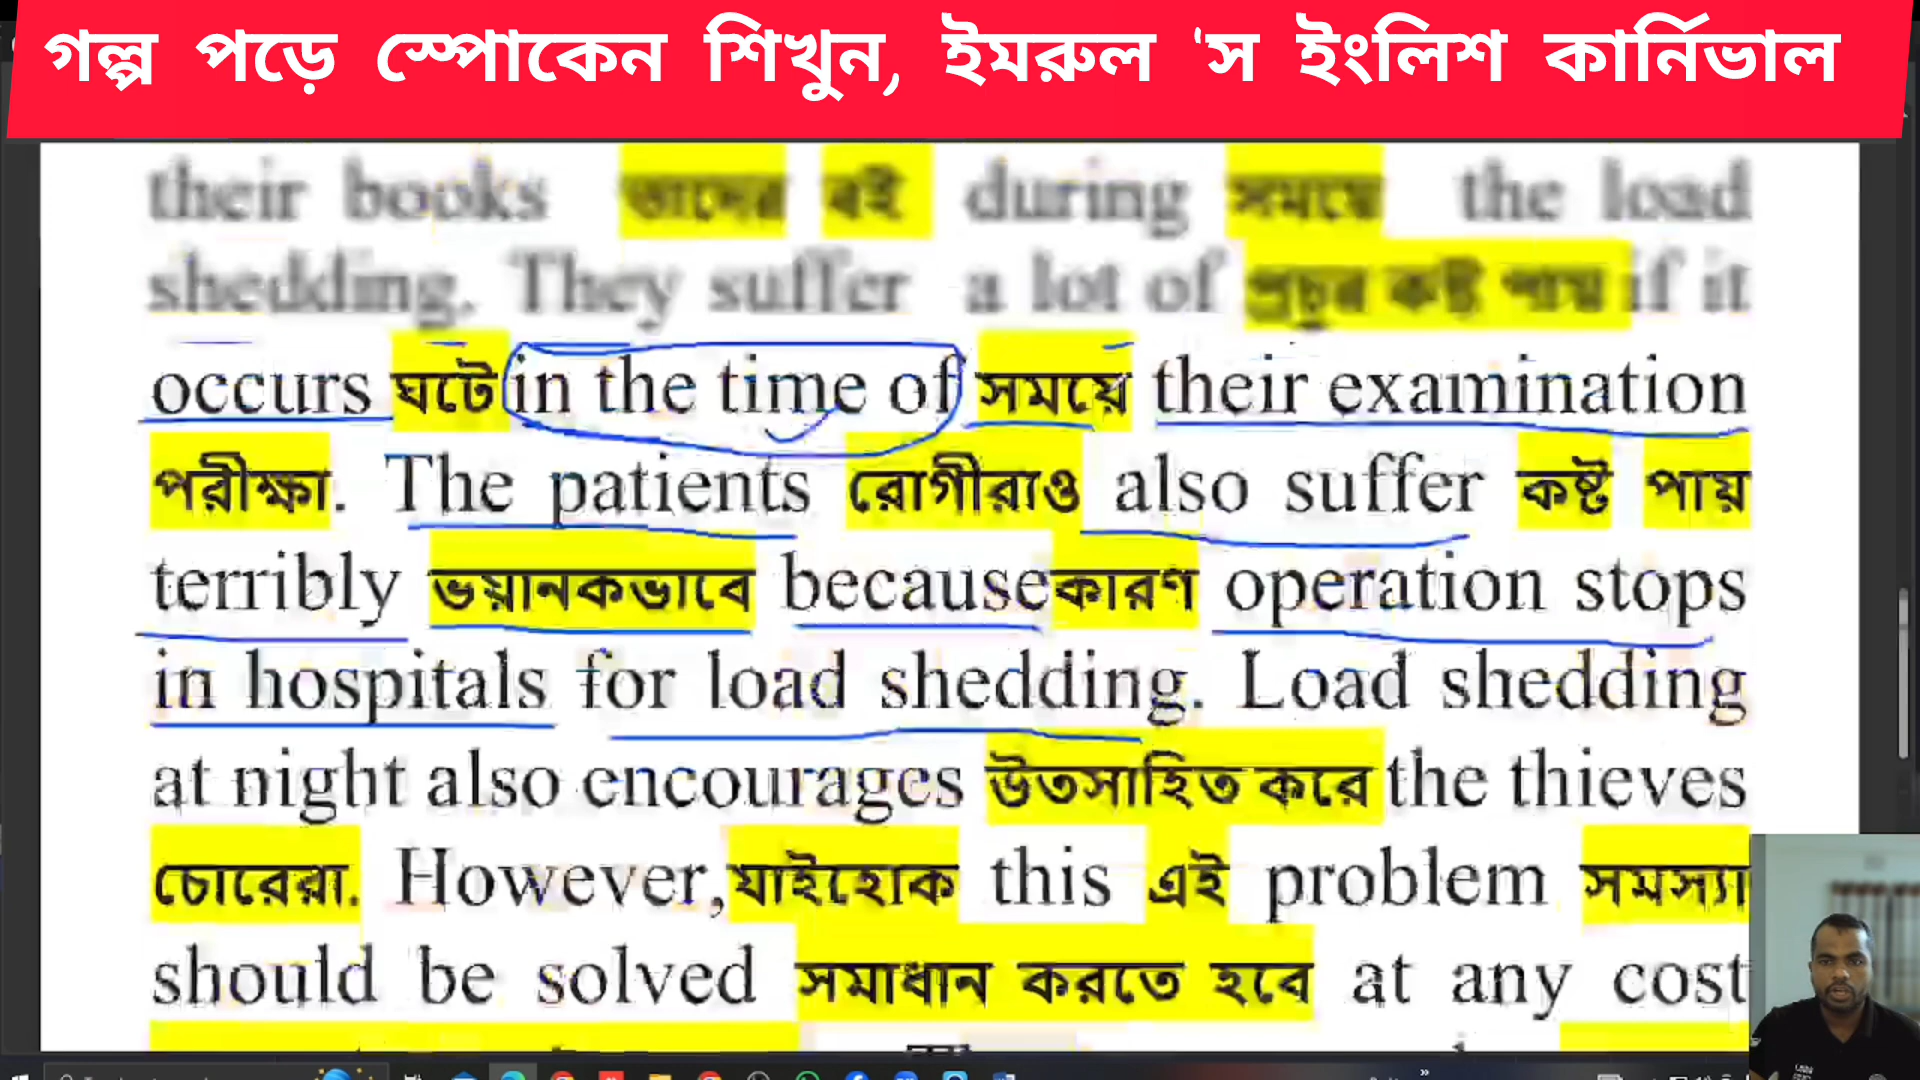 গল্প পড়ে স্পোকেন শিখুন, ইমরুল 'স ইংলিশ কার্নিভাল
their books তাদের বই during সময়ে the load
shedding. They suffer a lot of প্রচুর কষ্ট পায় if it
occurs ঘটে in the time of সময়ে their examination
পরীক্ষা. The patients রোগীরাও also suffer কষ্ট পায়
terribly ভয়ানকভাবে because কারণ operation stops
in hospitals for load shedding. Load shedding
at night also encourages উতসাহিত করে the thieves
চোরেরা. However, যাইহোক this এই problem সমস্যা
should be solved সমাধান করতে হবে at any cost